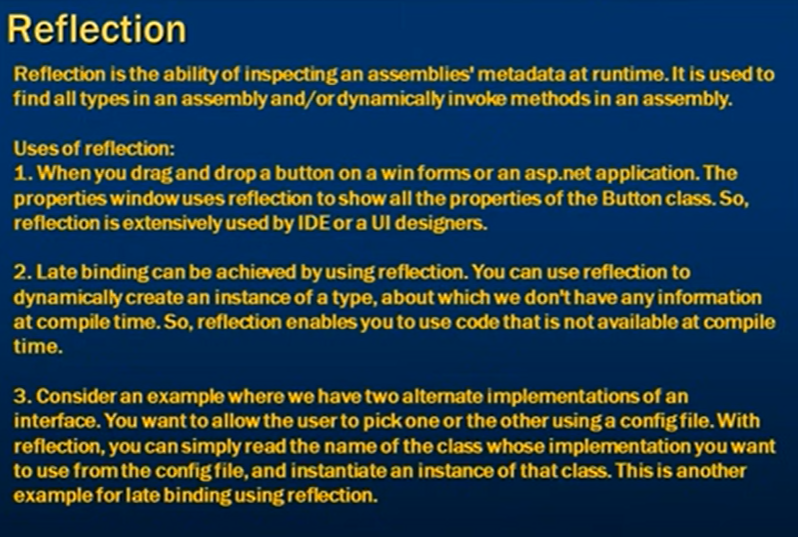 Reflection
Reflection is the ability of inspecting an assemblies' metadata at runtime. It is used to
find all types in an assembly and/or dynamically invoke methods in an assembly.
Uses of reflection:
1. When you drag and drop a button on a win forms or an asp.net application. The
properties window uses reflection to show all the properties of the Button class. So,
reflection is extensively used by IDE or a UI designers.
2. Late binding can be achieved by using reflection. You can use reflection to
dynamically create an instance of a type, about which we don't have any information
at compile time. So, reflection enables you to use code that is not available at compile
time.
3. Consider an example where we have two alternate implementations of an
interface. You want to allow the user to pick one or the other using a config file. With
reflection, you can simply read the name of the class whose implementation you want
to use from the config file, and instantiate an instance of that class. This is another
example for late binding using reflection.